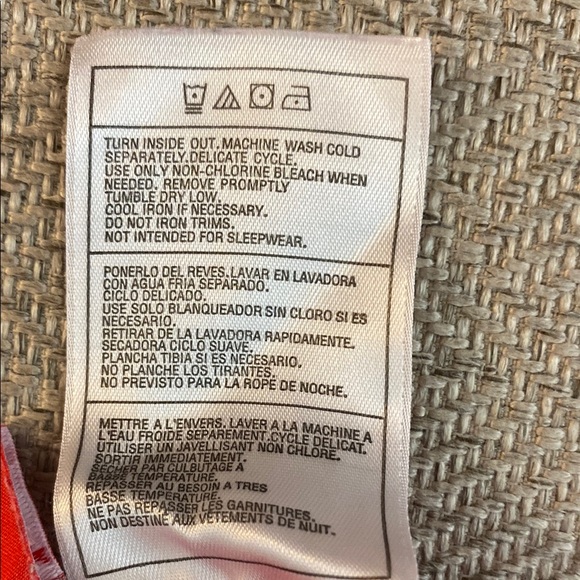 TURN INSIDE OUT. MACHINE WASH COLD
SEPARATELY. DELICATE CYCLE.
USE ONLY NON-CHLORINE BLEACH WHEN
NEEDED. REMOVE PROMPTLY
TUMBLE DRY LOW.
COOL IRON IF NECESSARY.
DO NOT IRON TRIMS.
NOT INTENDED FOR SLEEPWEAR.
PONERLO DEL REVES. LAVAR EN LAVADORA
CON AGUA FRIA SEPARADO.
CICLO DELICADO.
USE SOLO BLANQUEADOR SIN CLORO SI ES
NECESARIO.
RETIRAR DE LA LAVADORA RAPIDAMENTE.
SECADORA CICLO SUAVE.
PLANCHA TIBIA SI ES NECESARIO.
NO PLANCHE LOS TIRANTES.
NO PREVISTO PARA LA ROPE DE NOCHE.
METTRE A L'ENVERS. LAVER A LA MACHINE A
L'EAU FROIDE SEPAREMENT. CYCLE DELICAT.
UTILISER UN JAVELLISANT NON CHLORE.
SORTIR IMMEDIATEMENT.
SECHER PAR CULBUTAGE A
BASSE TEMPERATURE.
REPASSER AU BESOIN A TRES
BASSE TEMPERATURE.
NE PAS REPASSER LES GARNITURES.
NON DESTINE AUX VETEMENTS DE NUIT.